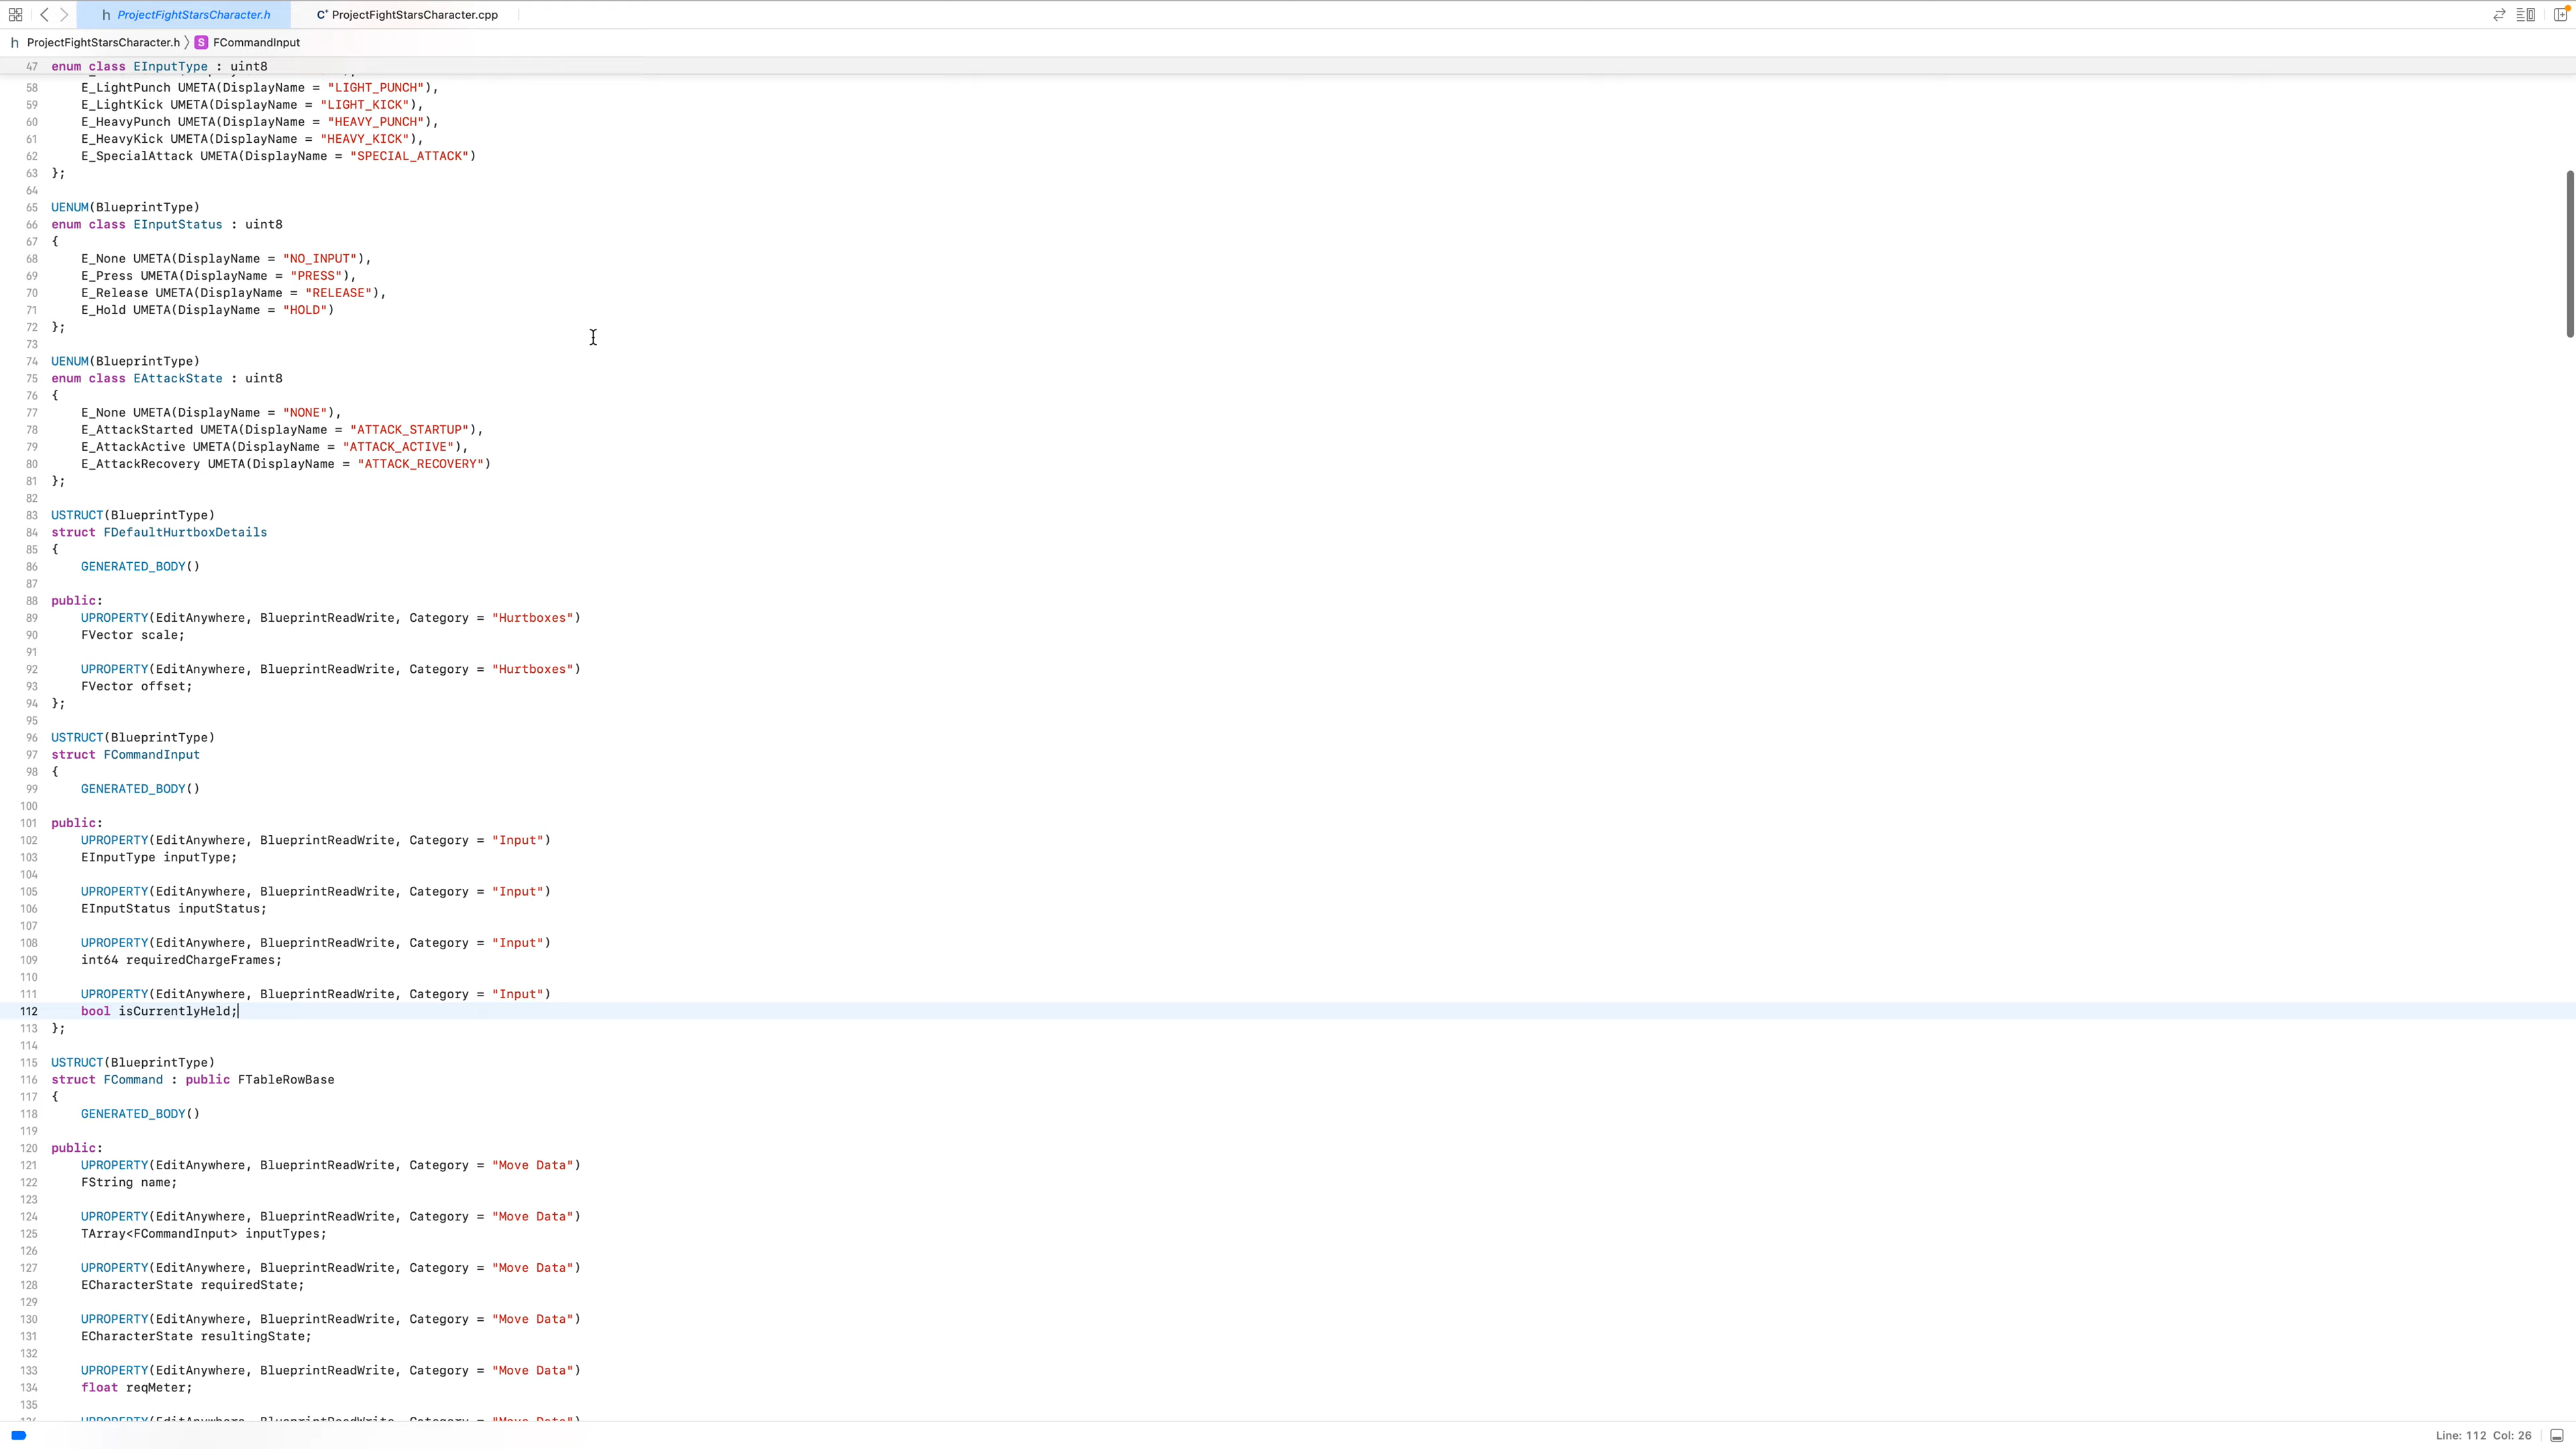 h ProjectFightStarsCharacter.h
C+ ProjectFightStarsCharacter.cpp
h ProjectFightStarsCharacter.h 〉 S FCommandInput
47 enum class EInputType : uint8
58 E_LightPunch UMETA(DisplayName = "LIGHT_PUNCH"),
59 E_LightKick UMETA(DisplayName = "LIGHT_KICK"),
60 E_HeavyPunch UMETA(DisplayName = "HEAVY_PUNCH"),
61 E_HeavyKick UMETA(DisplayName = "HEAVY_KICK"),
62 E_SpecialAttack UMETA(DisplayName = "SPECIAL_ATTACK")
63 };
64
65 UENUM(BlueprintType)
66 enum class EInputStatus : uint8
67 {
68 E_None UMETA(DisplayName = "NO_INPUT"),
69 E_Press UMETA(DisplayName = "PRESS"),
70 E_Release UMETA(DisplayName = "RELEASE"),
71 E_Hold UMETA(DisplayName = "HOLD")
72 };
73
74 UENUM(BlueprintType)
75 enum class EAttackState : uint8
76 {
77 E_None UMETA(DisplayName = "NONE"),
78 E_AttackStarted UMETA(DisplayName = "ATTACK_STARTUP"),
79 E_AttackActive UMETA(DisplayName = "ATTACK_ACTIVE"),
80 E_AttackRecovery UMETA(DisplayName = "ATTACK_RECOVERY")
81 };
82
83 USTRUCT(BlueprintType)
84 struct FDefaultHurtboxDetails
85 {
86 GENERATED_BODY()
87
88 public:
89 UPROPERTY(EditAnywhere, BlueprintReadWrite, Category = "Hurtboxes")
90 FVector scale;
91
92 UPROPERTY(EditAnywhere, BlueprintReadWrite, Category = "Hurtboxes")
93 FVector offset;
94 };
95
96 USTRUCT(BlueprintType)
97 struct FCommandInput
98 {
99 GENERATED_BODY()
100
101 public:
102 UPROPERTY(EditAnywhere, BlueprintReadWrite, Category = "Input")
103 EInputType inputType;
104
105 UPROPERTY(EditAnywhere, BlueprintReadWrite, Category = "Input")
106 EInputStatus inputStatus;
107
108 UPROPERTY(EditAnywhere, BlueprintReadWrite, Category = "Input")
109 int64 requiredChargeFrames;
110
111 UPROPERTY(EditAnywhere, BlueprintReadWrite, Category = "Input")
112 bool isCurrentlyHeld;
113 };
114
115 USTRUCT(BlueprintType)
116 struct FCommand : public FTableRowBase
117 {
118 GENERATED_BODY()
119
120 public:
121 UPROPERTY(EditAnywhere, BlueprintReadWrite, Category = "Move Data")
122 FString name;
123
124 UPROPERTY(EditAnywhere, BlueprintReadWrite, Category = "Move Data")
125 TArray<FCommandInput> inputTypes;
126
127 UPROPERTY(EditAnywhere, BlueprintReadWrite, Category = "Move Data")
128 ECharacterState requiredState;
129
130 UPROPERTY(EditAnywhere, BlueprintReadWrite, Category = "Move Data")
131 ECharacterState resultingState;
132
133 UPROPERTY(EditAnywhere, BlueprintReadWrite, Category = "Move Data")
134 float reqMeter;
135
Line: 112 Col: 26